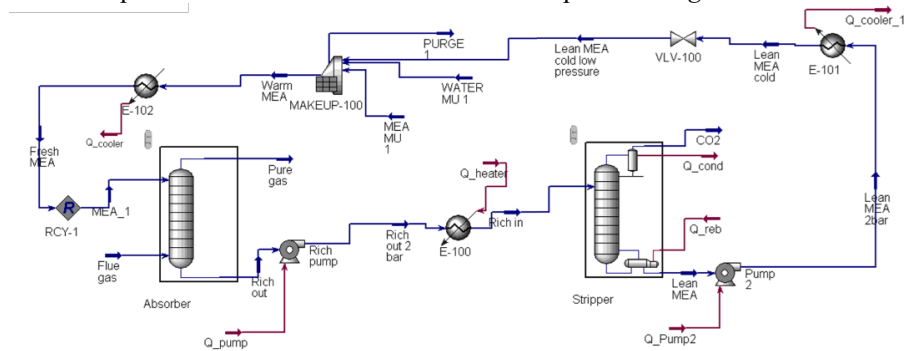 Q_cooler_1
PURGE
1
Lean MEA
cold low
pressure
VLV-100
Lean
MEA
cold
E-101
Warm
MEA
MAKEUP-100
WATER
MU 1
E-102
MEA
MU
1
Q_cooler
Fresh
MEA
Pure
gas
CO2
Q_heater
Q_cond
RCY-1
MEA_1
R
Rich
pump
Rich
out 2
bar
E-100
Rich in
Lean
MEA
2bar
Q_reb
Flue
gas
Rich
out
Absorber
Lean
MEA
Pump
2
Stripper
Q_pump
Q_Pump2